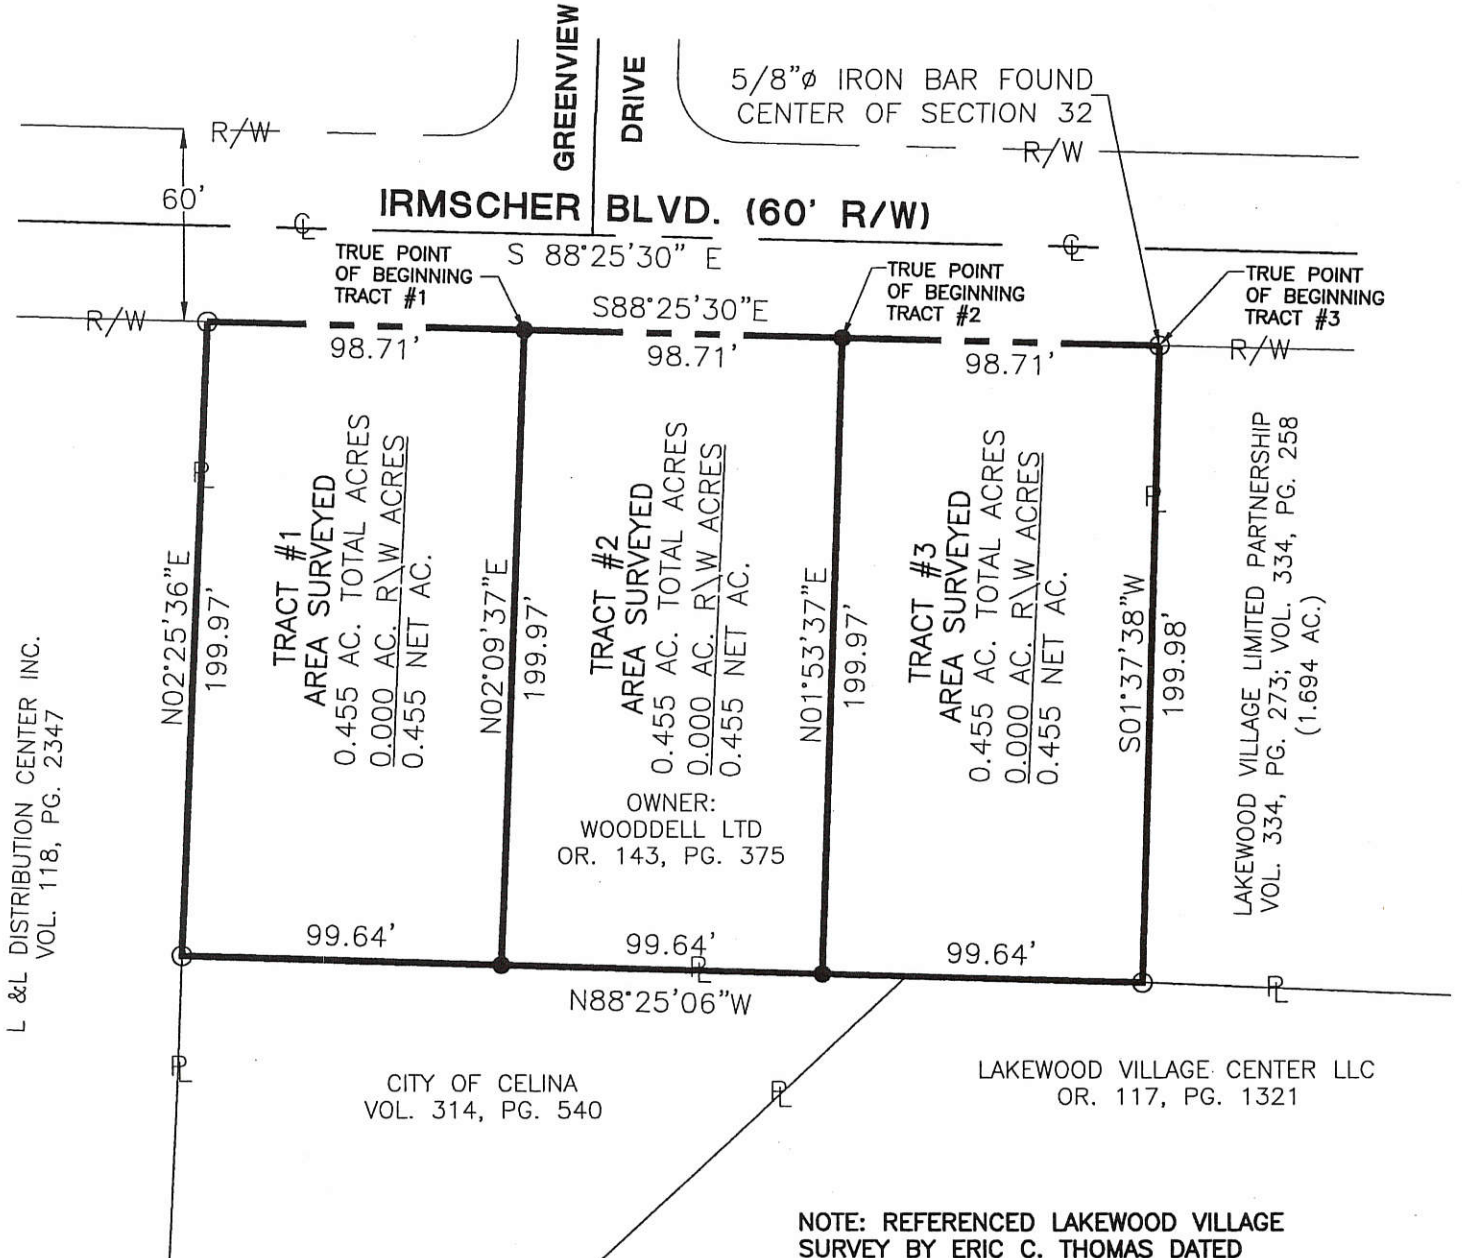 GREENVIEW
DRIVE
5/8"ø IRON BAR FOUND
CENTER OF SECTION 32
R/W
R/W
60'
IRMSCHER BLVD. (60' R/W)
℄
S 88°25'30" E
℄
TRUE POINT
OF BEGINNING
TRACT #1
TRUE POINT
OF BEGINNING
TRACT #2
TRUE POINT
OF BEGINNING
TRACT #3
R/W
S88°25'30"E
R/W
98.71'
98.71'
98.71'
PL
N02°25'36"E
199.97'
TRACT #1
AREA SURVEYED
0.455 AC. TOTAL ACRES
0.000 AC. R\W ACRES
0.455 NET AC.
N02°09'37"E
199.97'
TRACT #2
AREA SURVEYED
0.455 AC. TOTAL ACRES
0.000 AC. R\W ACRES
0.455 NET AC.
OWNER:
WOODDELL LTD
OR. 143, PG. 375
N01°53'37"E
199.97'
TRACT #3
AREA SURVEYED
0.455 AC. TOTAL ACRES
0.000 AC. R\W ACRES
0.455 NET AC.
PL
S01°37'38"W
199.98'
LAKEWOOD VILLAGE LIMITED PARTNERSHIP
VOL. 334, PG. 273; VOL. 334, PG. 258
(1.694 AC.)
L &L DISTRIBUTION CENTER INC.
VOL. 118, PG. 2347
99.64'
99.64'
99.64'
PL
PL
N88°25'06"W
PL
CITY OF CELINA
VOL. 314, PG. 540
PL
LAKEWOOD VILLAGE CENTER LLC
OR. 117, PG. 1321
NOTE: REFERENCED LAKEWOOD VILLAGE
SURVEY BY ERIC C. THOMAS DATED